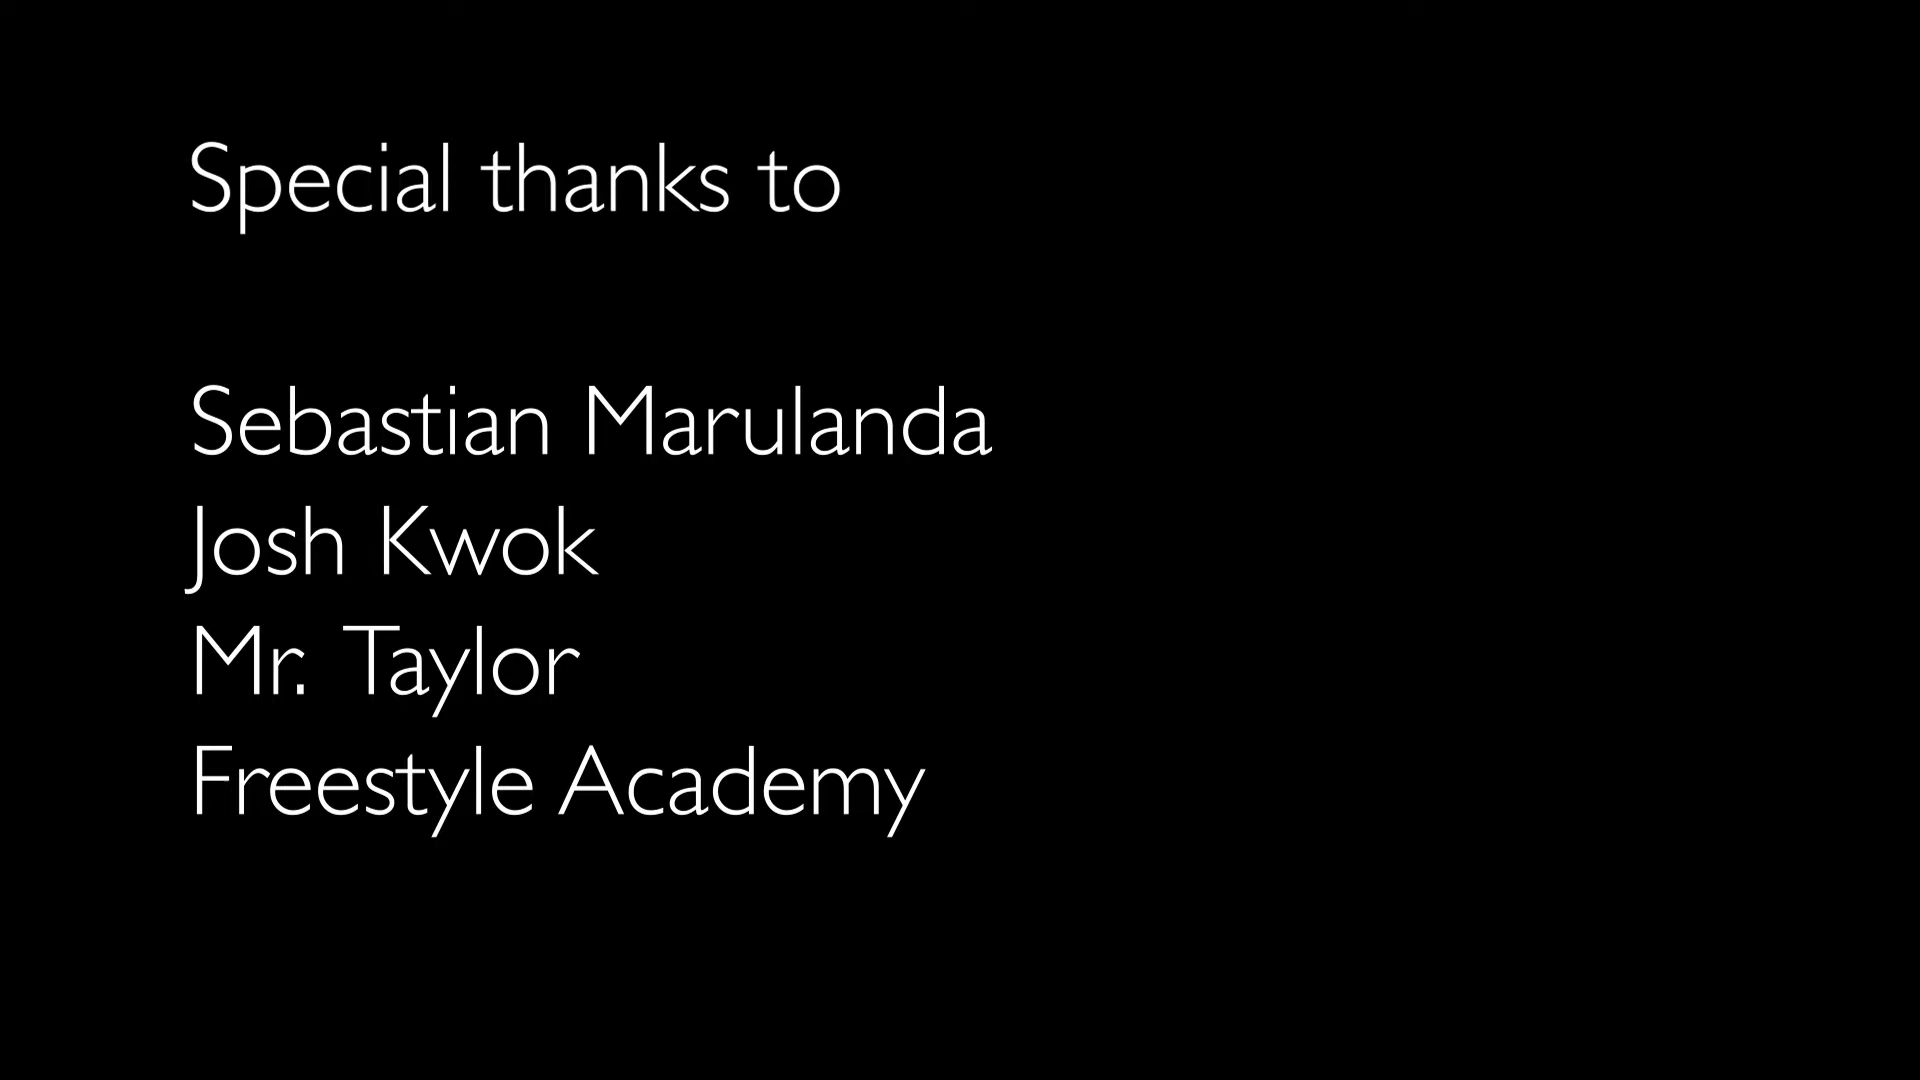 Special thanks to
Sebastian Marulanda
Josh Kwok
Mr. Taylor
Freestyle Academy